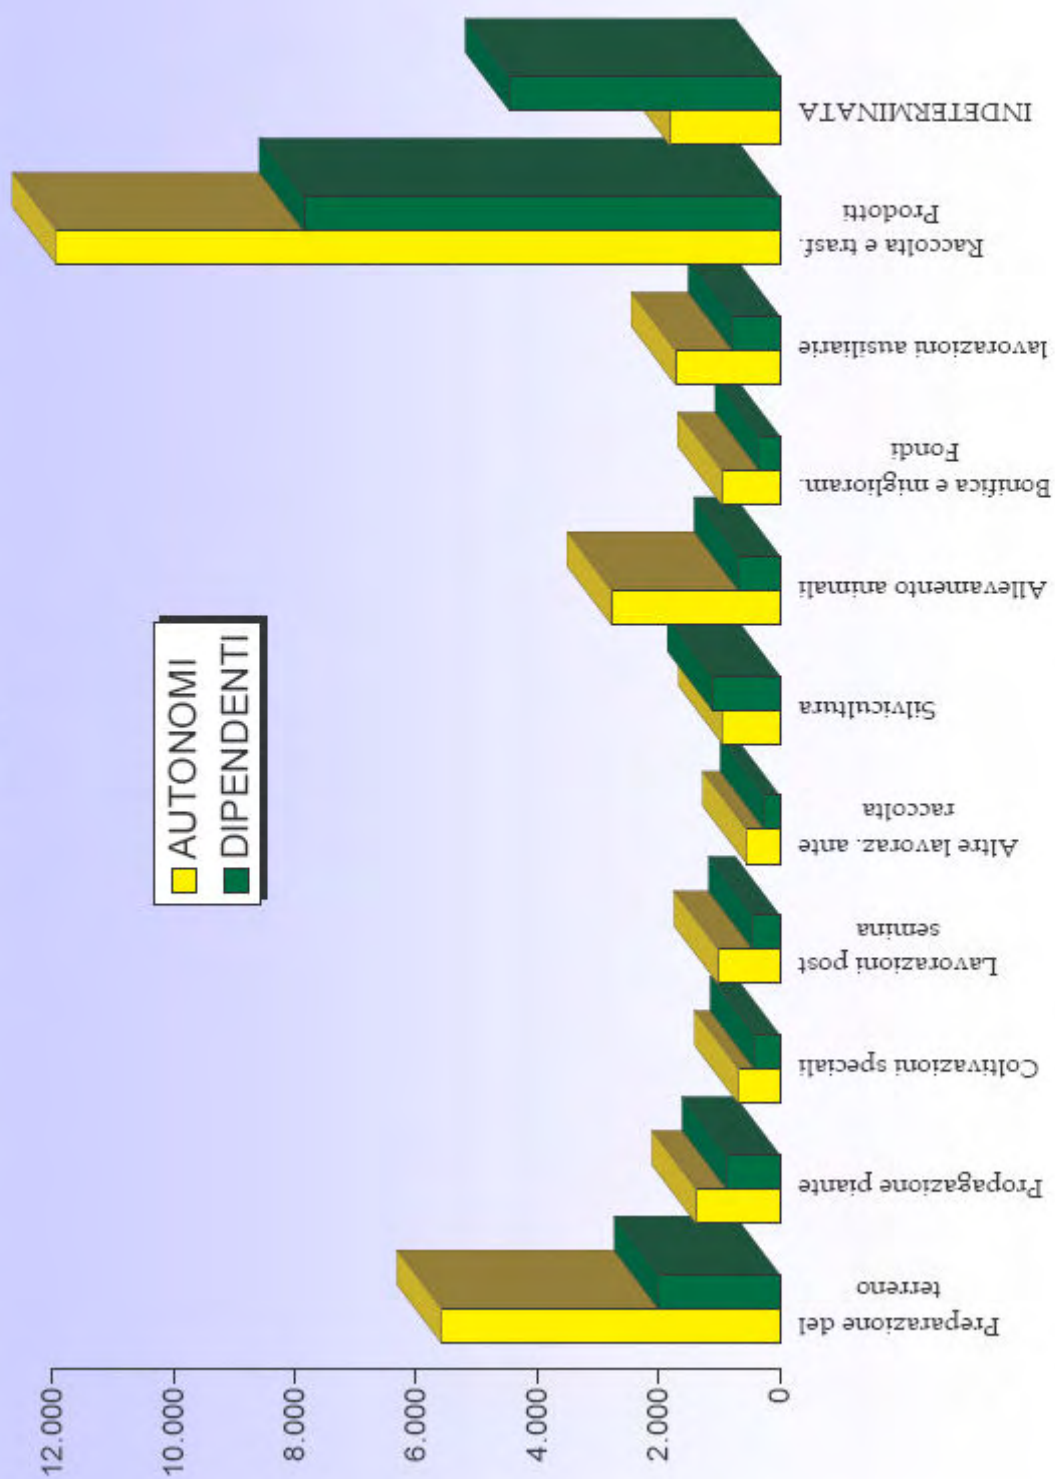 12.000
10.000
8.000
6.000
4.000
2.000
0
AUTONOMI
DIPENDENTI
Preparazione del
terreno
Propagazione piante
Coltivazioni speciali
Lavorazioni post
semina
Altre lavoraz. ante
raccolta
Silvicultura
Allevamento animali
Bonifica e miglioram.
Fondi
lavorazioni ausiliarie
Raccolta e trasf.
Prodotti
INDETERMINATA